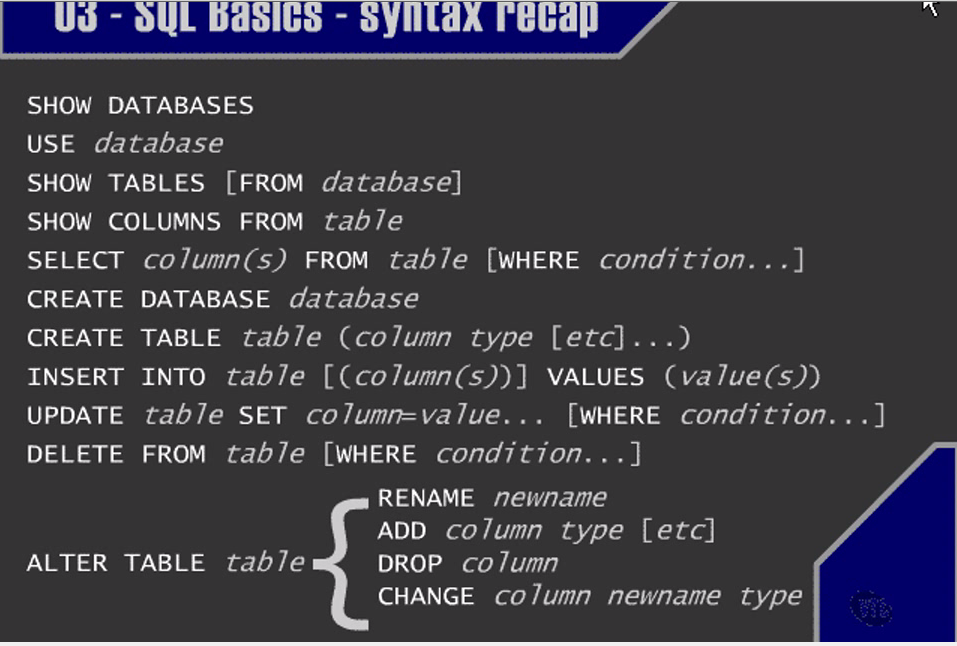 03 - SQL Basics - syntax recap
SHOW DATABASES
USE database
SHOW TABLES [FROM database]
SHOW COLUMNS FROM table
SELECT column(s) FROM table [WHERE condition...]
CREATE DATABASE database
CREATE TABLE table (column type [etc]...)
INSERT INTO table [(column(s))] VALUES (value(s))
UPDATE table SET column=value... [WHERE condition...]
DELETE FROM table [WHERE condition...]
ALTER TABLE table
RENAME newname
ADD column type [etc]
DROP column
CHANGE column newname type